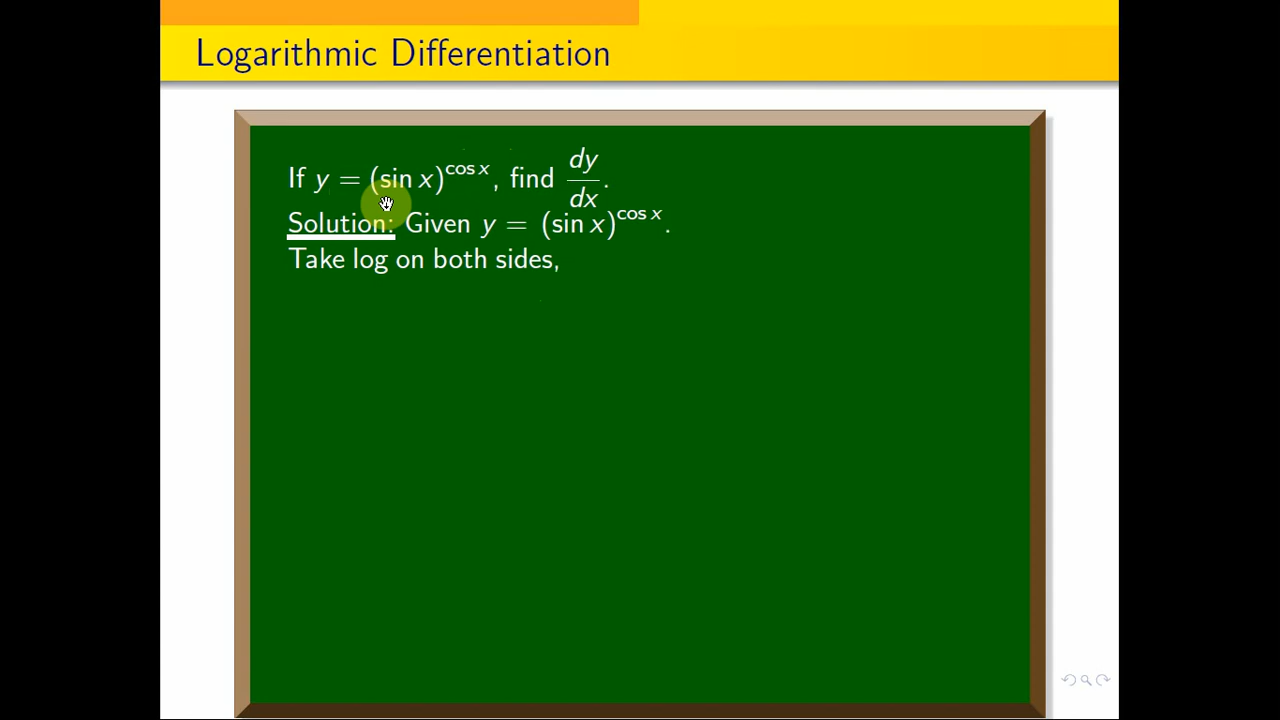 Logarithmic Differentiation
If y = (sin x)^cos x, find dy/dx.
Solution: Given y = (sin x)^cos x.
Take log on both sides,